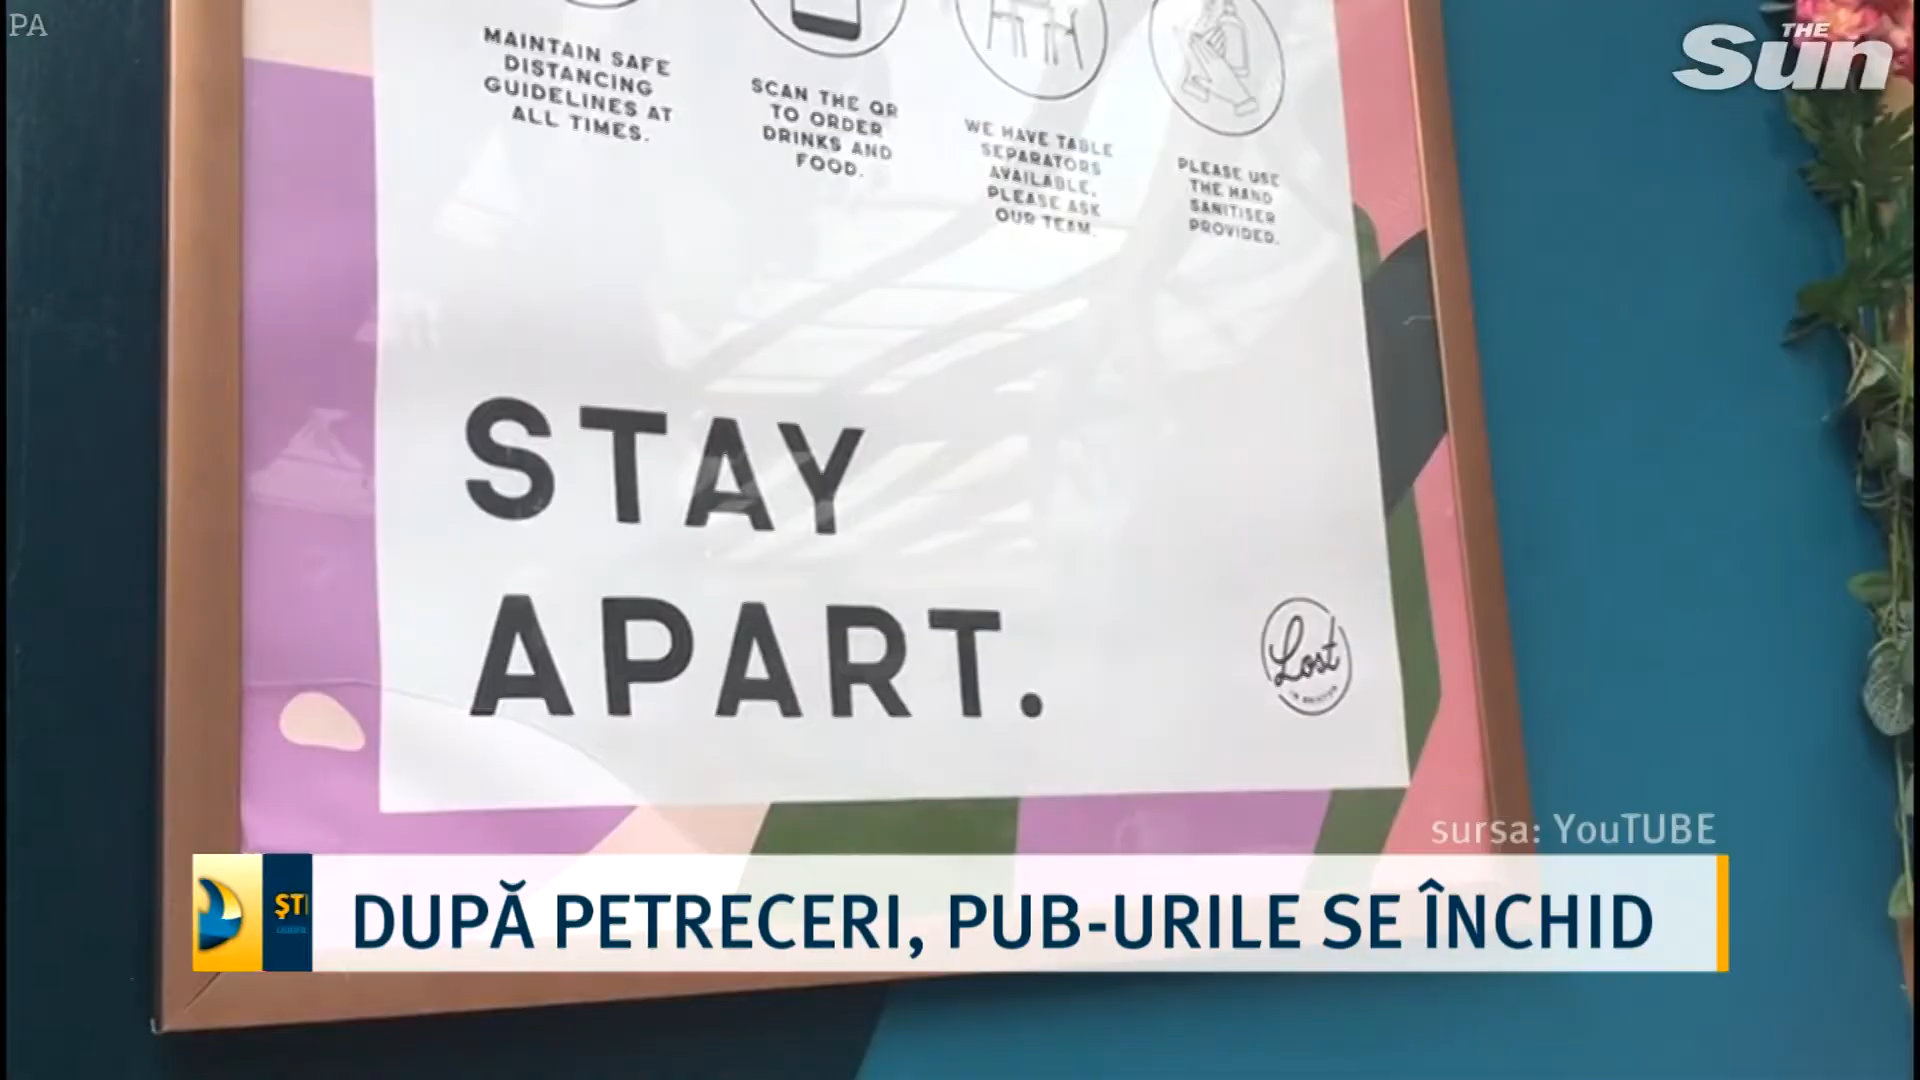 PA
THE
Sun
MAINTAIN SAFE
DISTANCING
GUIDELINES AT
ALL TIMES.
SCAN THE QR
TO ORDER
DRINKS AND
FOOD.
WE HAVE TABLE
SEPARATORS
AVAILABLE,
PLEASE ASK
OUR TEAM.
PLEASE USE
THE HAND
SANITISER
PROVIDED.
STAY
APART.
Lost
sursa: YouTUBE
ȘTI
DUPĂ PETRECERI, PUB-URILE SE ÎNCHID